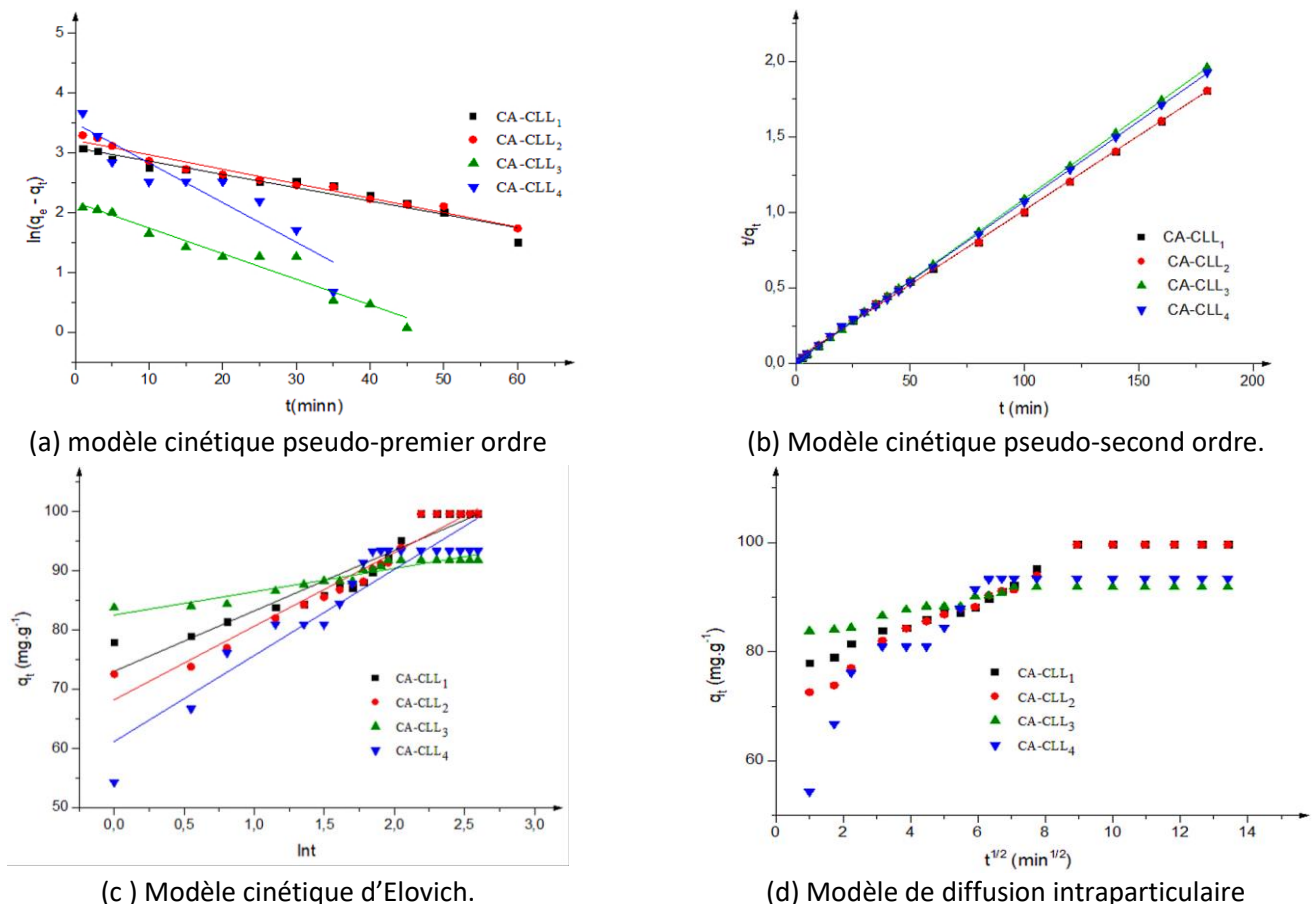 5
4
3
2
1
0
ln(qe - qt)
CA-CLL1
CA-CLL2
CA-CLL3
CA-CLL4
0 10 20 30 40 50 60
t(minn)
(a) modèle cinétique pseudo-premier ordre
2,0
1,5
1,0
0,5
0,0
t/qt
CA-CLL1
CA-CLL2
CA-CLL3
CA-CLL4
0 50 100 150 200
t (min)
(b) Modèle cinétique pseudo-second ordre.
100
90
80
70
60
50
qt (mg.g-1)
CA-CLL1
CA-CLL2
CA-CLL3
CA-CLL4
0,0 0,5 1,0 1,5 2,0 2,5 3,0
lnt
(c ) Modèle cinétique d’Elovich.
100
80
60
qt (mg.g-1)
CA-CLL1
CA-CLL2
CA-CLL3
CA-CLL4
0 2 4 6 8 10 12 14
t1/2 (min1/2)
(d) Modèle de diffusion intraparticulaire